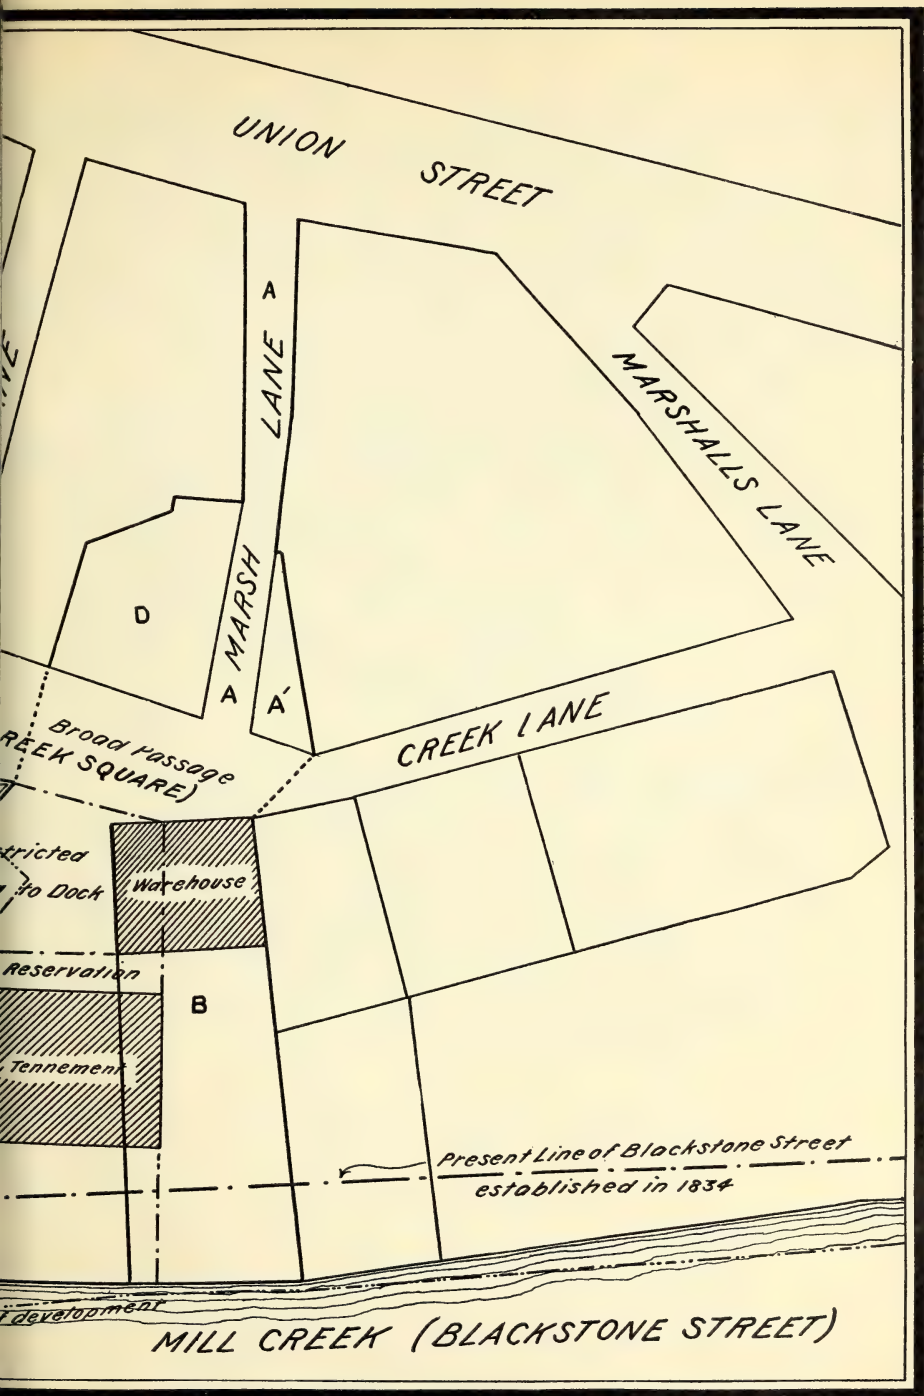 UNION STREET
A
MARSH LANE
MARSHALLS LANE
D
A
A´
CREEK LANE
Broad Passage
REEK SQUARE)
Warehouse
to Dock
Reservation
B
Tennement
Present Line of Blackstone Street
established in 1834
development
MILL CREEK (BLACKSTONE STREET)